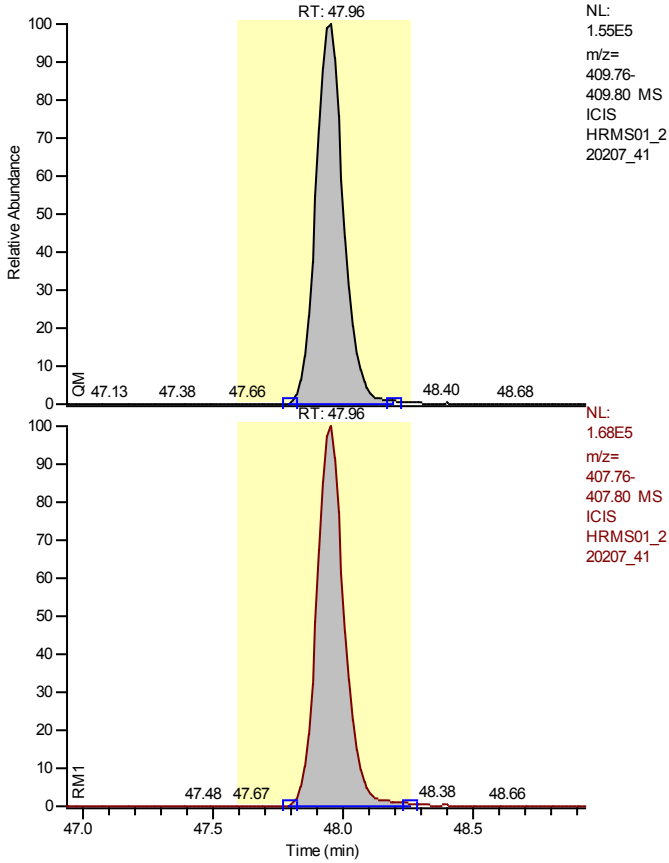 RT: 47.96
NL:
1.55E5
m/z=
409.76-
409.80 MS
ICIS
HRMS01_2
20207_41
100
90
80
70
60
50
40
30
20
10
0
Relative Abundance
QM
47.13 47.38 47.66 48.40 48.68
RT: 47.96
NL:
1.68E5
m/z=
407.76-
407.80 MS
ICIS
HRMS01_2
20207_41
100
90
80
70
60
50
40
30
20
10
0
RM1
47.48 47.67 48.38 48.66
47.0 47.5 48.0 48.5
Time (min)